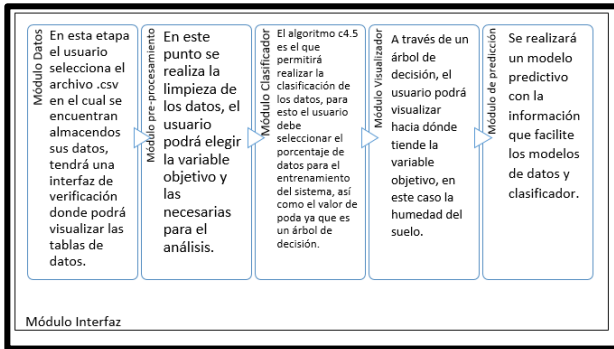 Módulo Datos
En esta etapa
el usuario
selecciona el
archivo .csv
en el cual se
encuentran
almacendos
sus datos,
tendrá una
interfaz de
verificación
donde podrá
visualizar las
tablas de
datos.
Módulo pre-procesamiento
En este
punto se
realiza la
limpieza de
los datos, el
usuario
podrá elegir
la variable
objetivo y
las
necesarias
para el
análisis.
Módulo Clasificador
El algoritmo c4.5
es el que
permitirá
realizar la
clasificación de
los datos, para
esto el usuario
debe
seleccionar el
porcentaje de
datos para el
entrenamiento
del sistema, así
como el valor de
poda ya que es
un árbol de
decisión.
Módulo Visualizador
A través de un
árbol de
decisión, el
usuario podrá
visualizar
hacia dónde
tiende la
variable
objetivo, en
este caso la
humedad del
suelo.
Módulo de predicción
Se realizará
un modelo
predictivo
con la
información
que facilite
los modelos
de datos y
clasificador.
Módulo Interfaz